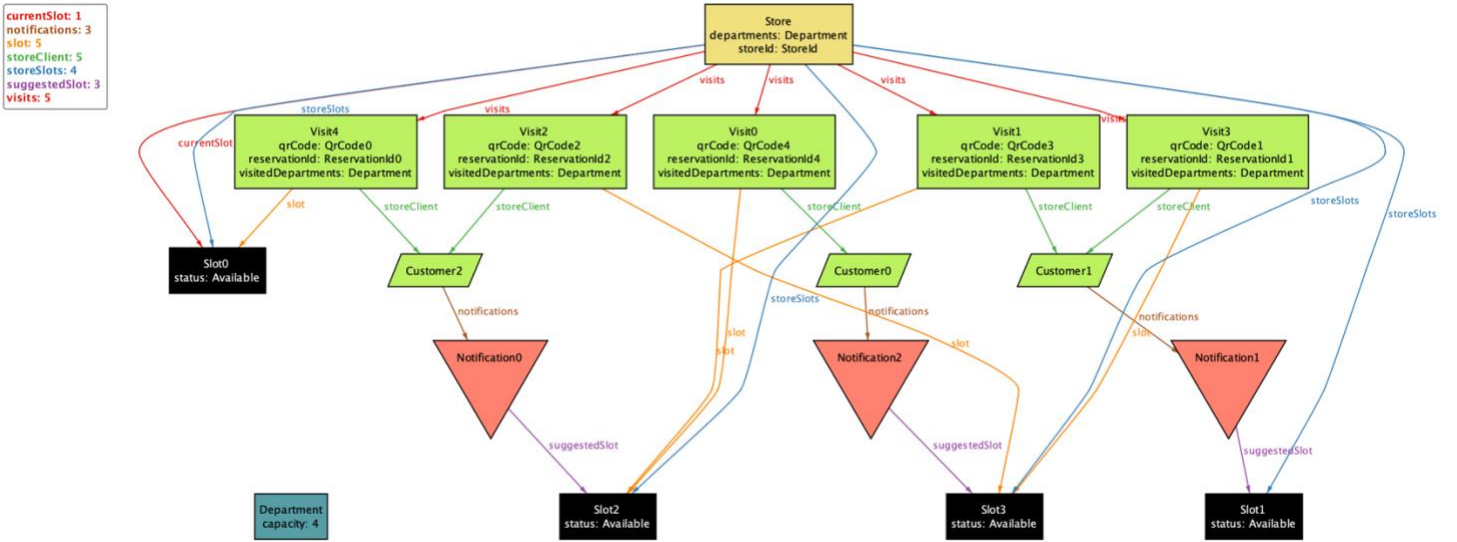 currentSlot: 1
notifications: 3
slot: 5
storeClient: 5
storeSlots: 4
suggestedSlot: 3
visits: 5
Store
departments: Department
storeId: StoreId
visits
visits
visits
visits
visits
storeSlots
currentSlot
Visit4
qrCode: QrCode0
reservationId: ReservationId0
visitedDepartments: Department
Visit2
qrCode: QrCode2
reservationId: ReservationId2
visitedDepartments: Department
Visit0
qrCode: QrCode4
reservationId: ReservationId4
visitedDepartments: Department
Visit1
qrCode: QrCode3
reservationId: ReservationId3
visitedDepartments: Department
Visit3
qrCode: QrCode1
reservationId: ReservationId1
visitedDepartments: Department
slot
storeClient
storeClient
storeClient
storeClient
storeClient
storeSlots
storeSlots
Slot0
status: Available
Customer2
Customer0
Customer1
storeSlots
notifications
notifications
notifications
slot
slot
slot
slot
Notification0
Notification2
Notification1
suggestedSlot
suggestedSlot
suggestedSlot
Department
capacity: 4
Slot2
status: Available
Slot3
status: Available
Slot1
status: Available